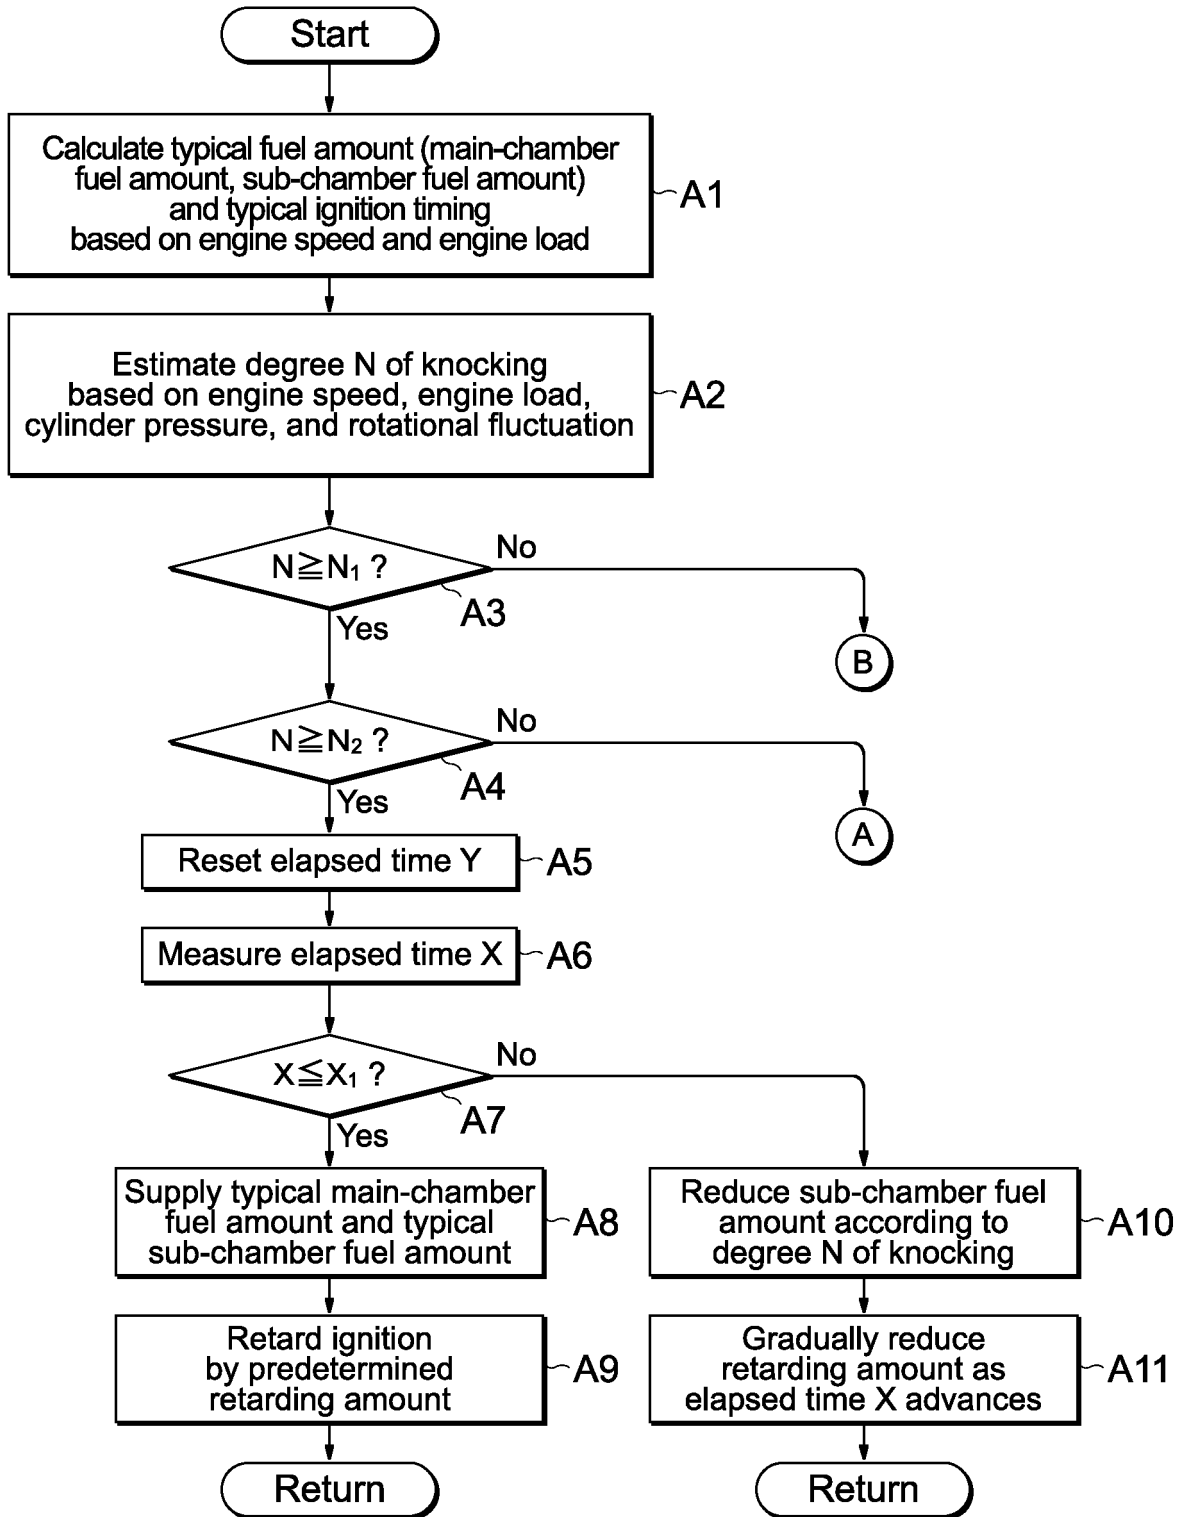 Start
Calculate typical fuel amount (main-chamber
fuel amount, sub-chamber fuel amount)
and typical ignition timing
based on engine speed and engine load
A1
Estimate degree N of knocking
based on engine speed, engine load,
cylinder pressure, and rotational fluctuation
A2
N≧N₁ ?
No
A3
Yes
B
N≧N₂ ?
No
A4
Yes
A
Reset elapsed time Y
A5
Measure elapsed time X
A6
X≦X₁ ?
No
A7
Yes
Supply typical main-chamber
fuel amount and typical
sub-chamber fuel amount
A8
Reduce sub-chamber fuel
amount according to
degree N of knocking
A10
Retard ignition
by predetermined
retarding amount
A9
Gradually reduce
retarding amount as
elapsed time X advances
A11
Return
Return